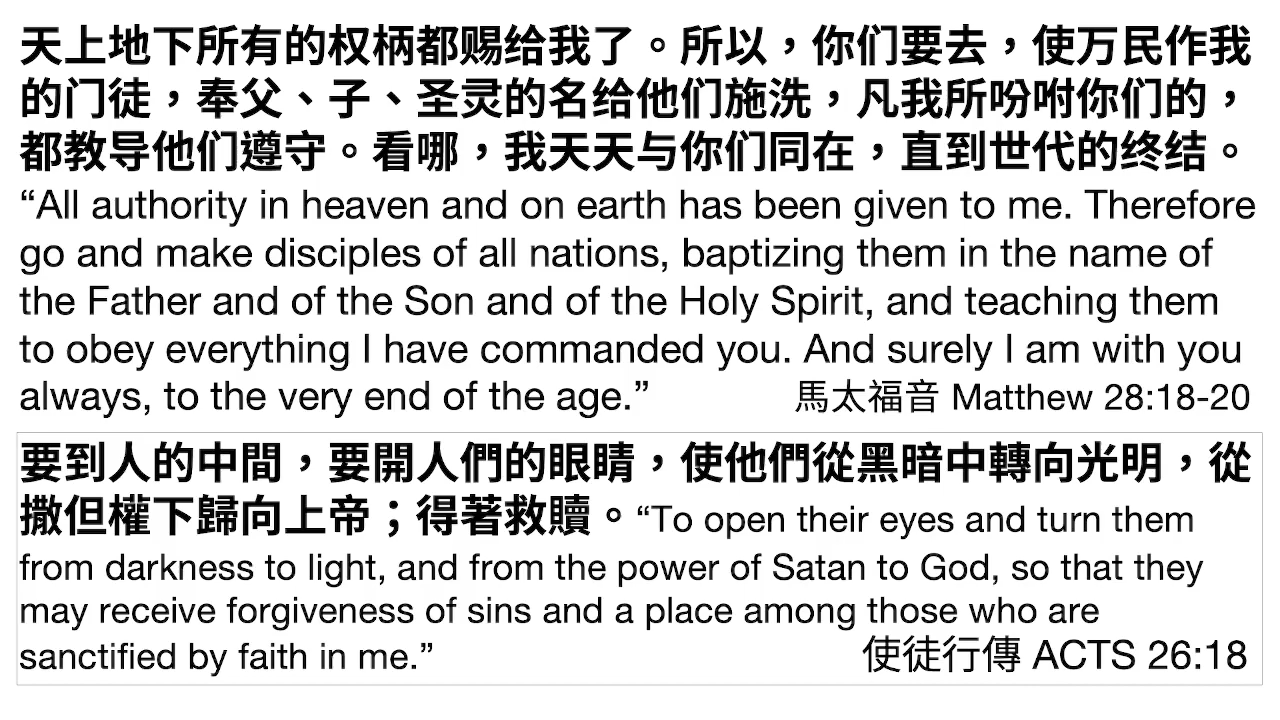 天上地下所有的权柄都赐给我了。所以，你们要去，使万民作我
的门徒，奉父、子、圣灵的名给他们施洗，凡我所吩咐你们的，
都教导他们遵守。看哪，我天天与你们同在，直到世代的终结。
“All authority in heaven and on earth has been given to me. Therefore
go and make disciples of all nations, baptizing them in the name of
the Father and of the Son and of the Holy Spirit, and teaching them
to obey everything I have commanded you. And surely I am with you
always, to the very end of the age.” 馬太福音 Matthew 28:18-20
要到人的中間，要開人們的眼睛，使他們從黑暗中轉向光明，從
撒但權下歸向上帝；得著救贖。“To open their eyes and turn them
from darkness to light, and from the power of Satan to God, so that they
may receive forgiveness of sins and a place among those who are
sanctified by faith in me.” 使徒行傳 ACTS 26:18